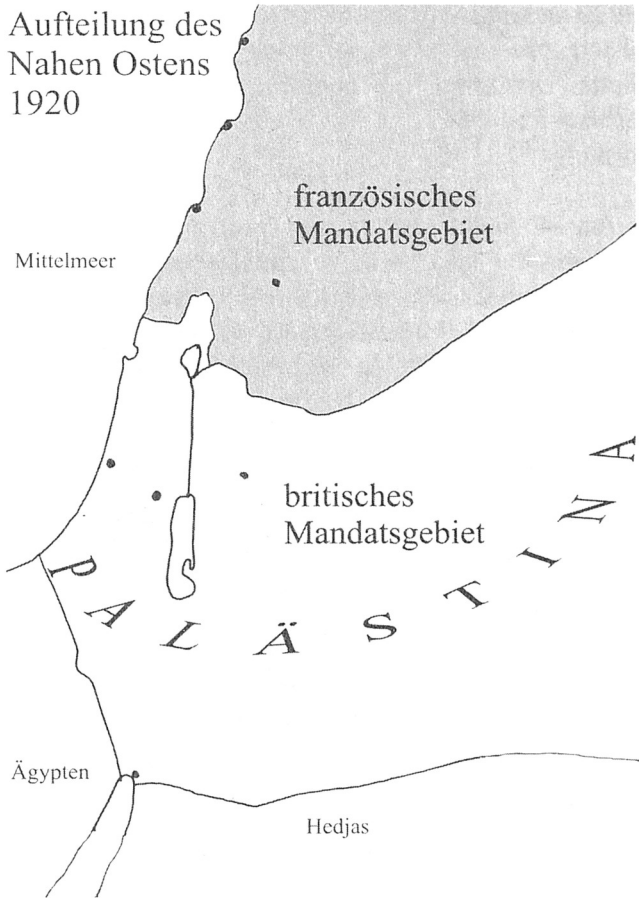 Aufteilung des
Nahen Ostens
1920
französisches
Mandatsgebiet
Mittelmeer
britisches
Mandatsgebiet
PALÄSTINA
Ägypten
Hedjas